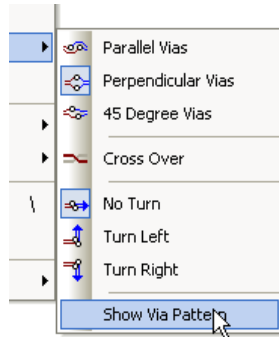 Parallel Vias
Perpendicular Vias
45 Degree Vias
Cross Over
\
No Turn
Turn Left
Turn Right
Show Via Pattern